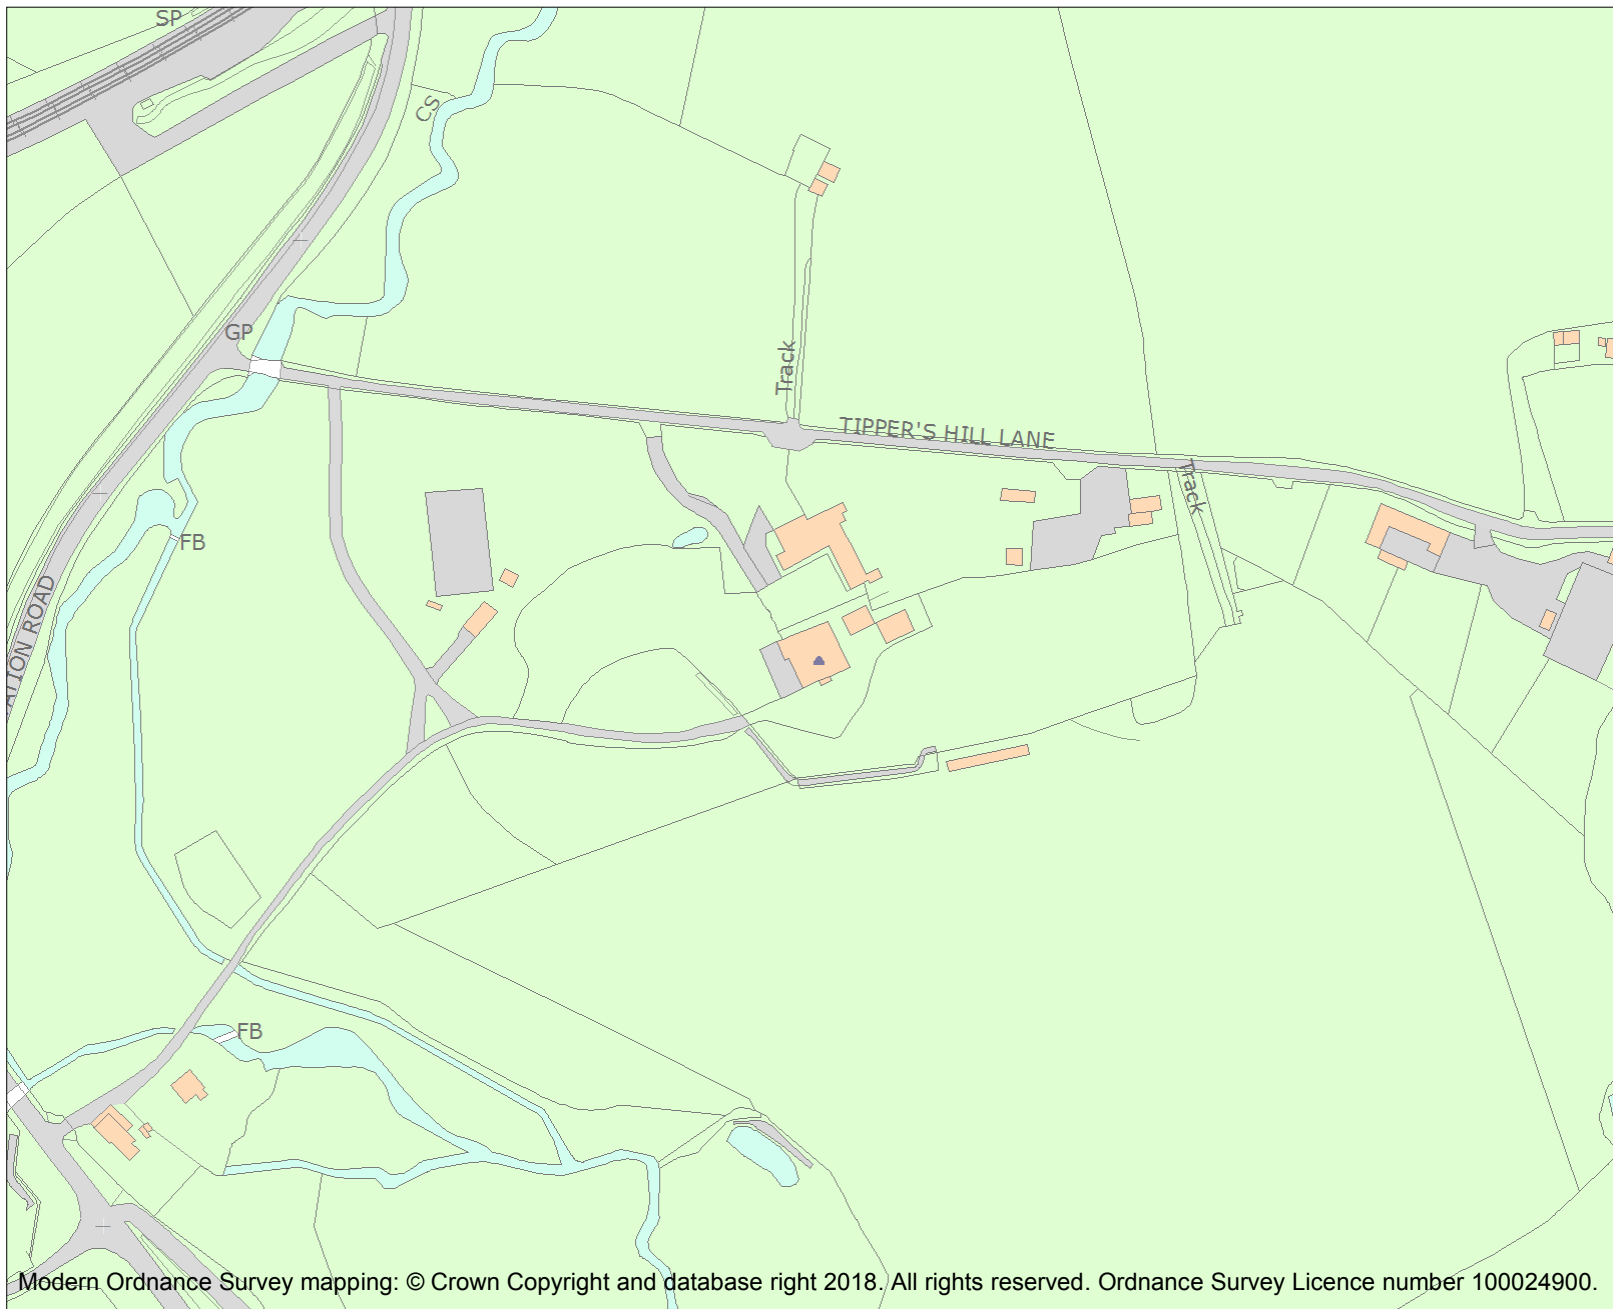 SP
CS
GP
Track
TIPPER'S HILL LANE
Track
FB
ATION ROAD
FB
Modern Ordnance Survey mapping: © Crown Copyright and database right 2018. All rights reserved. Ordnance Survey Licence number 100024900.